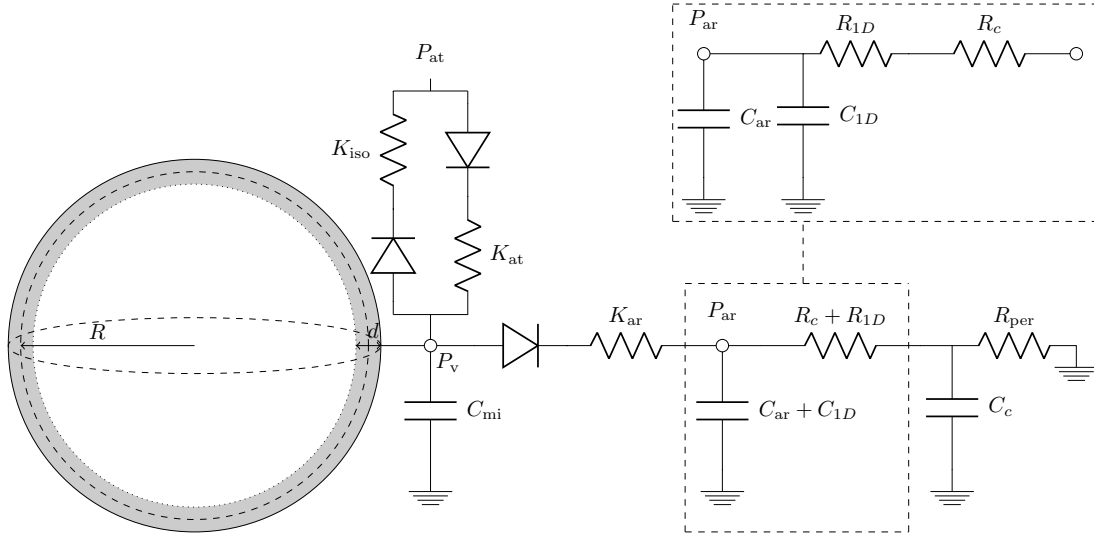 P_ar
R_1D
R_c
C_ar
C_1D
P_at
K_iso
K_at
R
d
P_v
C_mi
K_ar
P_ar
R_c + R_1D
R_per
C_ar + C_1D
C_c